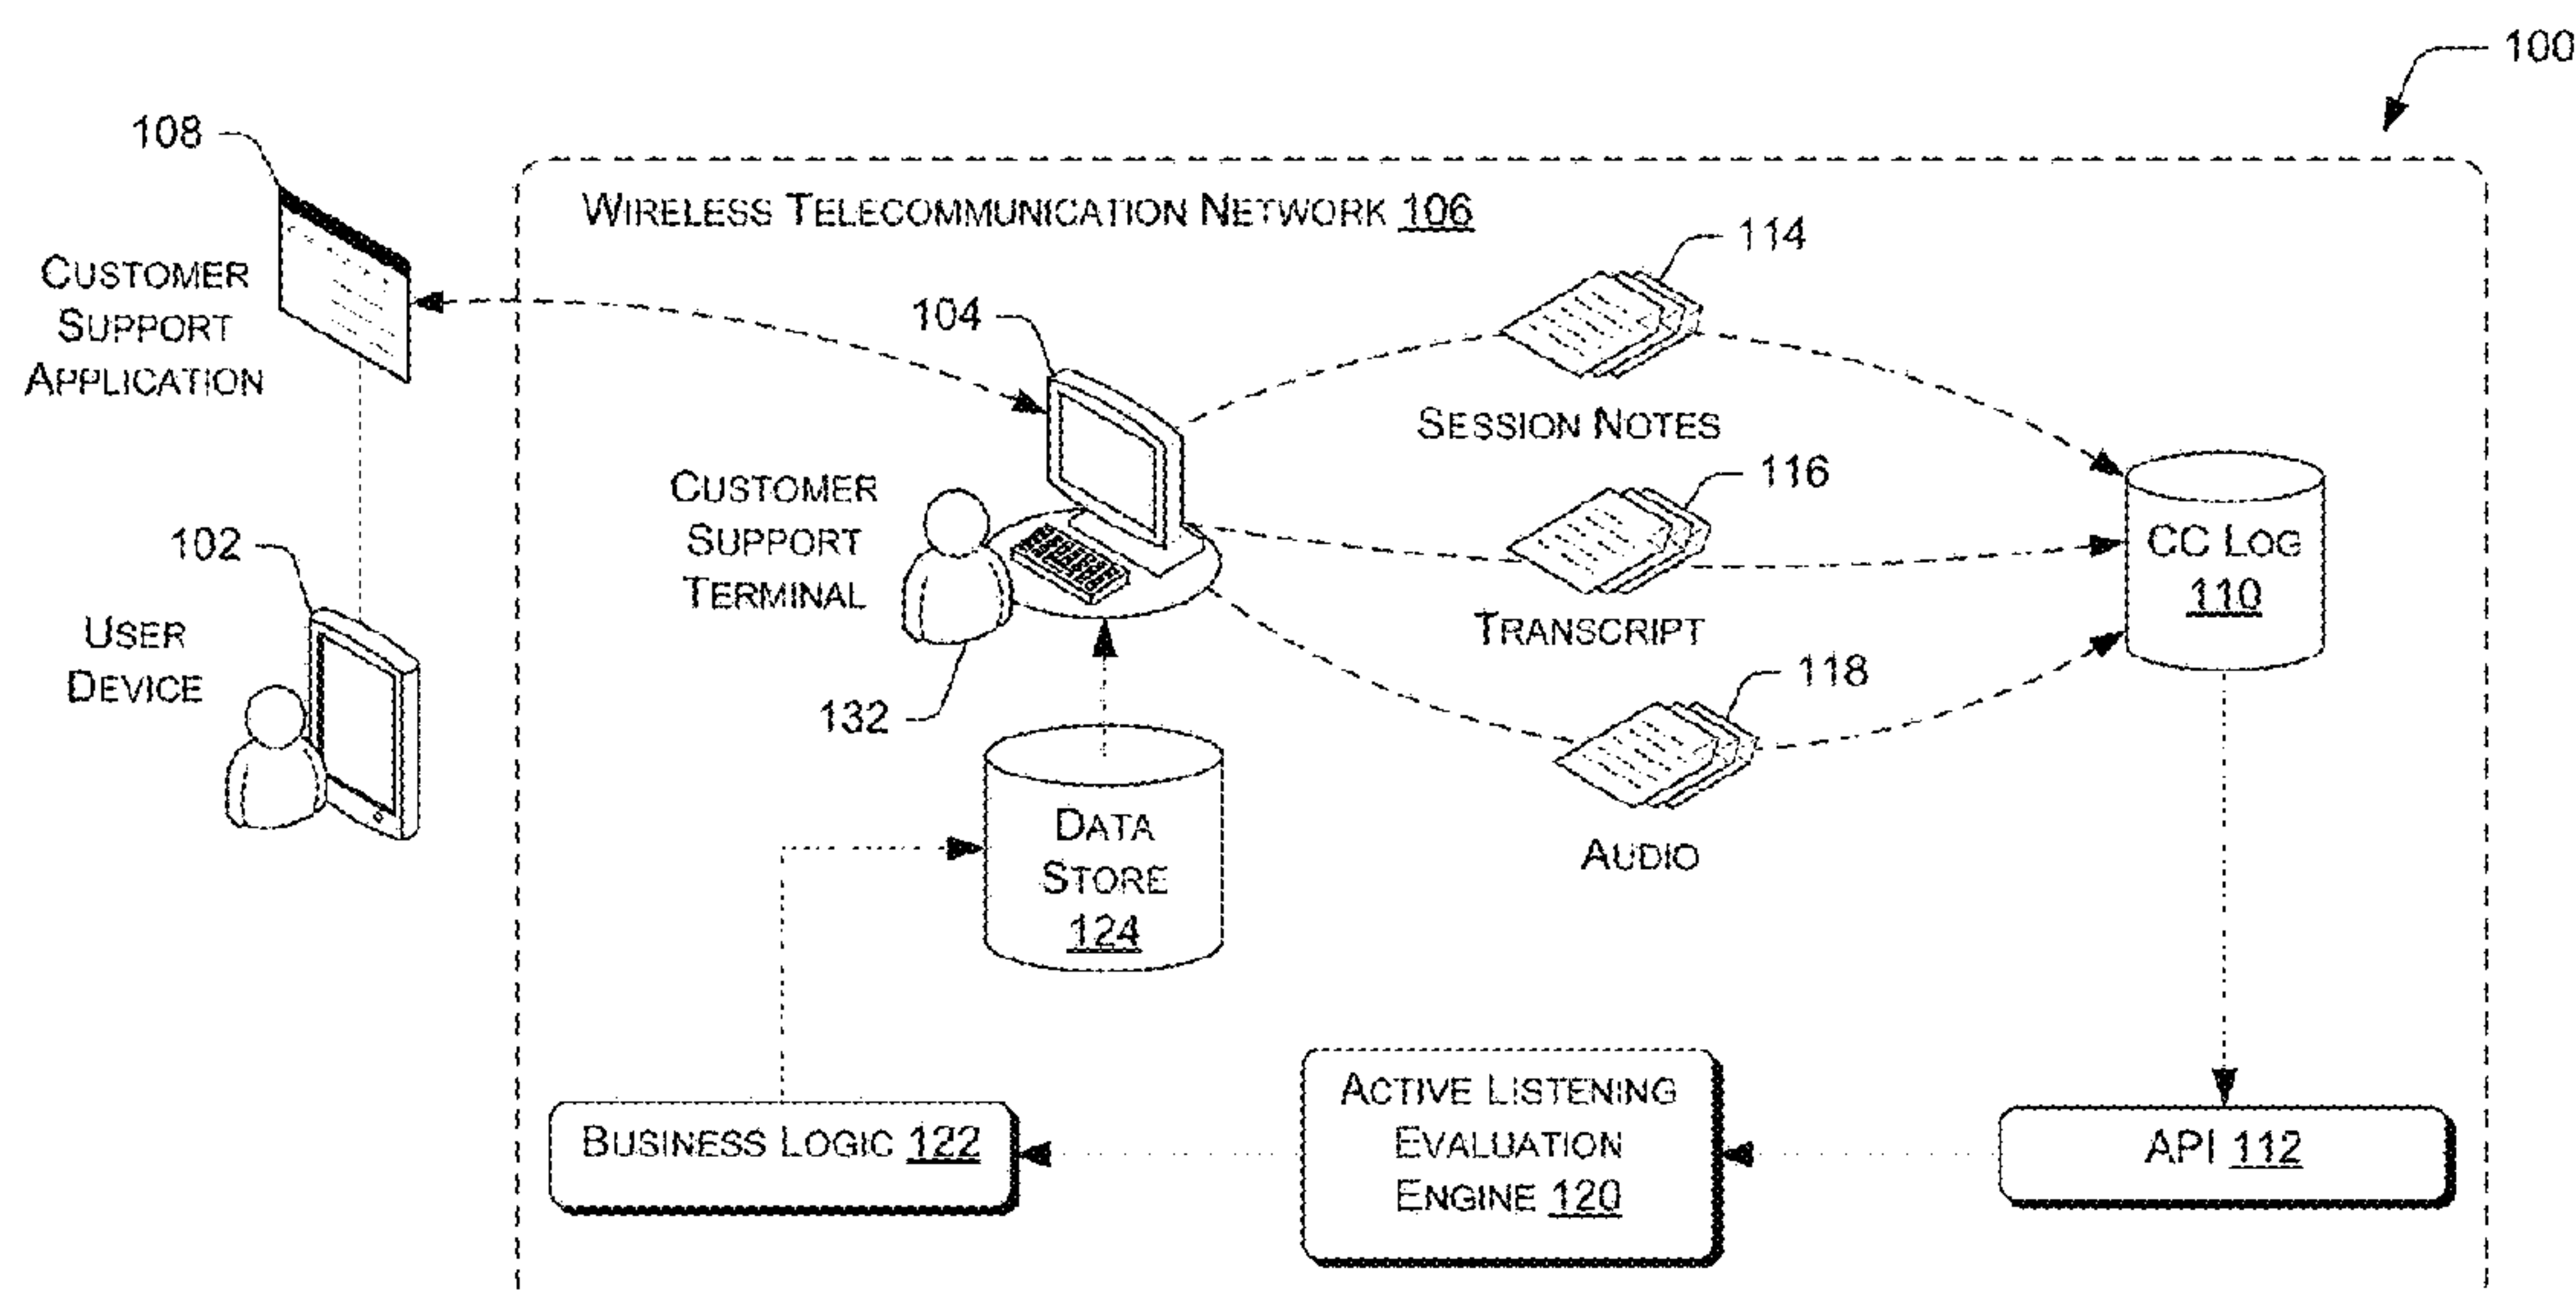 100
108
WIRELESS TELECOMMUNICATION NETWORK 106
114
CUSTOMER
SUPPORT
APPLICATION
104
SESSION NOTES
116
CUSTOMER
SUPPORT
TERMINAL
CC LOG
110
102
TRANSCRIPT
USER
DEVICE
118
132
DATA
STORE
124
AUDIO
ACTIVE LISTENING
EVALUATION
ENGINE 120
BUSINESS LOGIC 122
API 112